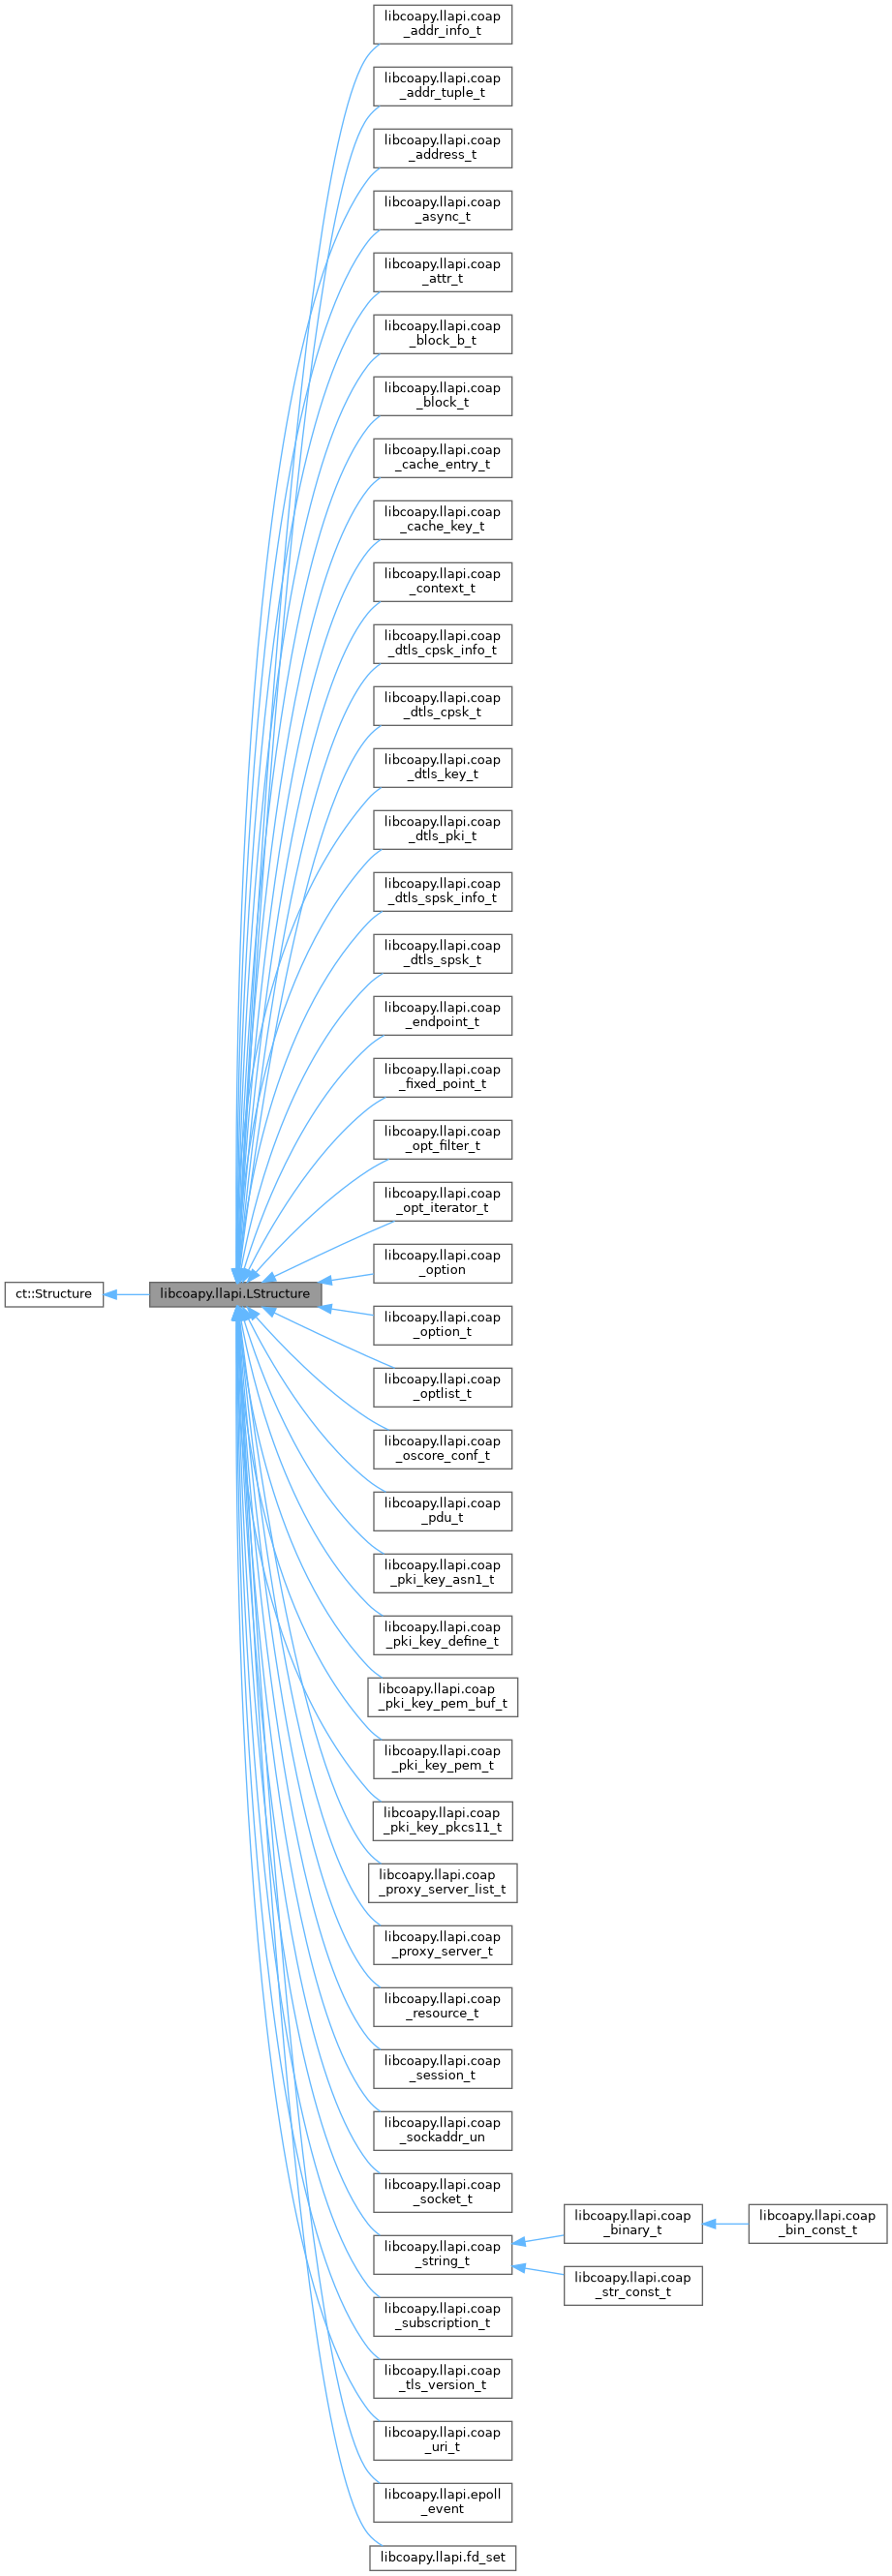 libcoapy.llapi.coap
_addr_info_t
libcoapy.llapi.coap
_addr_tuple_t
libcoapy.llapi.coap
_address_t
libcoapy.llapi.coap
_async_t
libcoapy.llapi.coap
_attr_t
libcoapy.llapi.coap
_block_b_t
libcoapy.llapi.coap
_block_t
libcoapy.llapi.coap
_cache_entry_t
libcoapy.llapi.coap
_cache_key_t
libcoapy.llapi.coap
_context_t
libcoapy.llapi.coap
_dtls_cpsk_info_t
libcoapy.llapi.coap
_dtls_cpsk_t
libcoapy.llapi.coap
_dtls_key_t
libcoapy.llapi.coap
_dtls_pki_t
libcoapy.llapi.coap
_dtls_spsk_info_t
libcoapy.llapi.coap
_dtls_spsk_t
libcoapy.llapi.coap
_endpoint_t
libcoapy.llapi.coap
_fixed_point_t
libcoapy.llapi.coap
_opt_filter_t
libcoapy.llapi.coap
_opt_iterator_t
libcoapy.llapi.coap
_option
ct::Structure
libcoapy.llapi.LStructure
libcoapy.llapi.coap
_option_t
libcoapy.llapi.coap
_optlist_t
libcoapy.llapi.coap
_oscore_conf_t
libcoapy.llapi.coap
_pdu_t
libcoapy.llapi.coap
_pki_key_asn1_t
libcoapy.llapi.coap
_pki_key_define_t
libcoapy.llapi.coap
_pki_key_pem_buf_t
libcoapy.llapi.coap
_pki_key_pem_t
libcoapy.llapi.coap
_pki_key_pkcs11_t
libcoapy.llapi.coap
_proxy_server_list_t
libcoapy.llapi.coap
_proxy_server_t
libcoapy.llapi.coap
_resource_t
libcoapy.llapi.coap
_session_t
libcoapy.llapi.coap
_sockaddr_un
libcoapy.llapi.coap
_socket_t
libcoapy.llapi.coap
_string_t
libcoapy.llapi.coap
_binary_t
libcoapy.llapi.coap
_bin_const_t
libcoapy.llapi.coap
_str_const_t
libcoapy.llapi.coap
_subscription_t
libcoapy.llapi.coap
_tls_version_t
libcoapy.llapi.coap
_uri_t
libcoapy.llapi.epoll
_event
libcoapy.llapi.fd_set